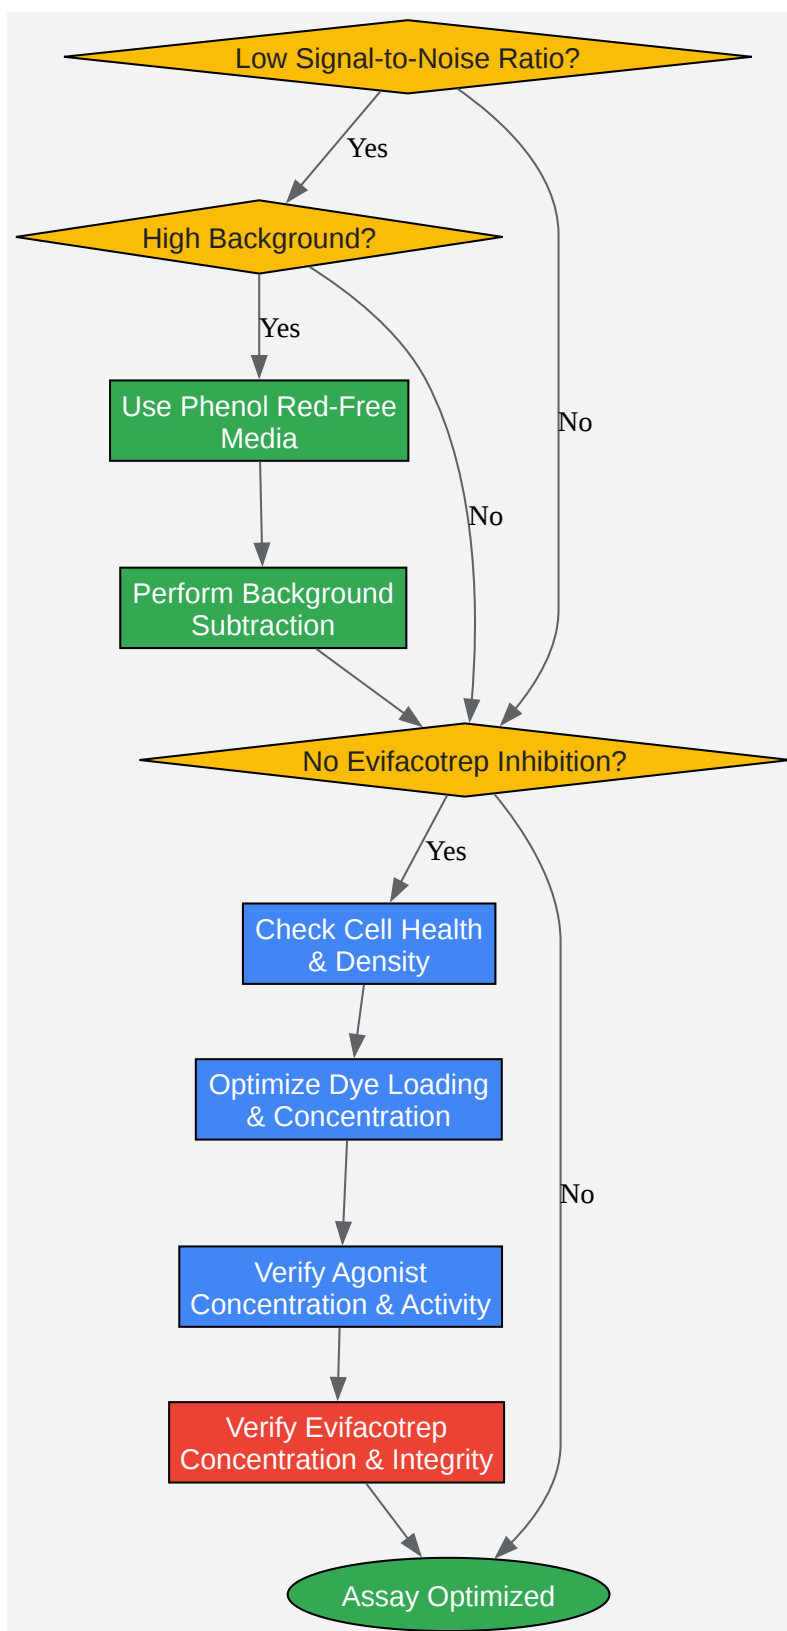 Low Signal-to-Noise Ratio?
Yes
High Background?
Yes
Use Phenol Red-Free
Media
No
No
Perform Background
Subtraction
No Evifacotrep Inhibition?
Yes
Check Cell Health
& Density
Optimize Dye Loading
& Concentration
No
Verify Agonist
Concentration & Activity
Verify Evifacotrep
Concentration & Integrity
Assay Optimized